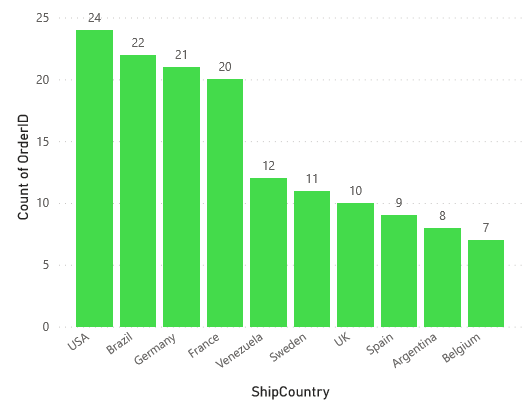 Count of OrderID
25
20
15
10
5
0
24
22
21
20
12
11
10
9
8
7
USA
Brazil
Germany
France
Venezuela
Sweden
UK
Spain
Argentina
Belgium
ShipCountry